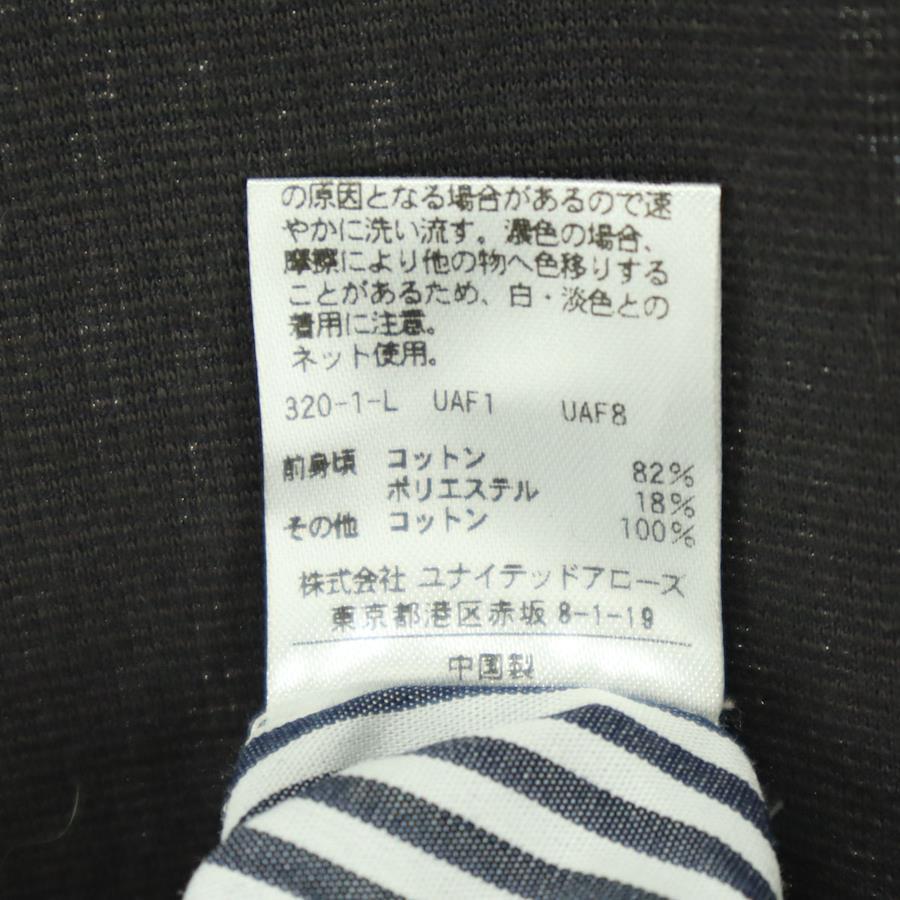 の原因となる場合があるので速
やかに洗い流す。濃色の場合、
摩擦により他の物へ色移りする
ことがあるため、白・淡色との
着用に注意。
ネット使用。
320-1-L UAF1 UAF8
前身頃 コットン 82%
ポリエステル 18%
その他 コットン 100%
株式会社 ユナイテッドアローズ
東京都港区赤坂 8-1-19
中国製